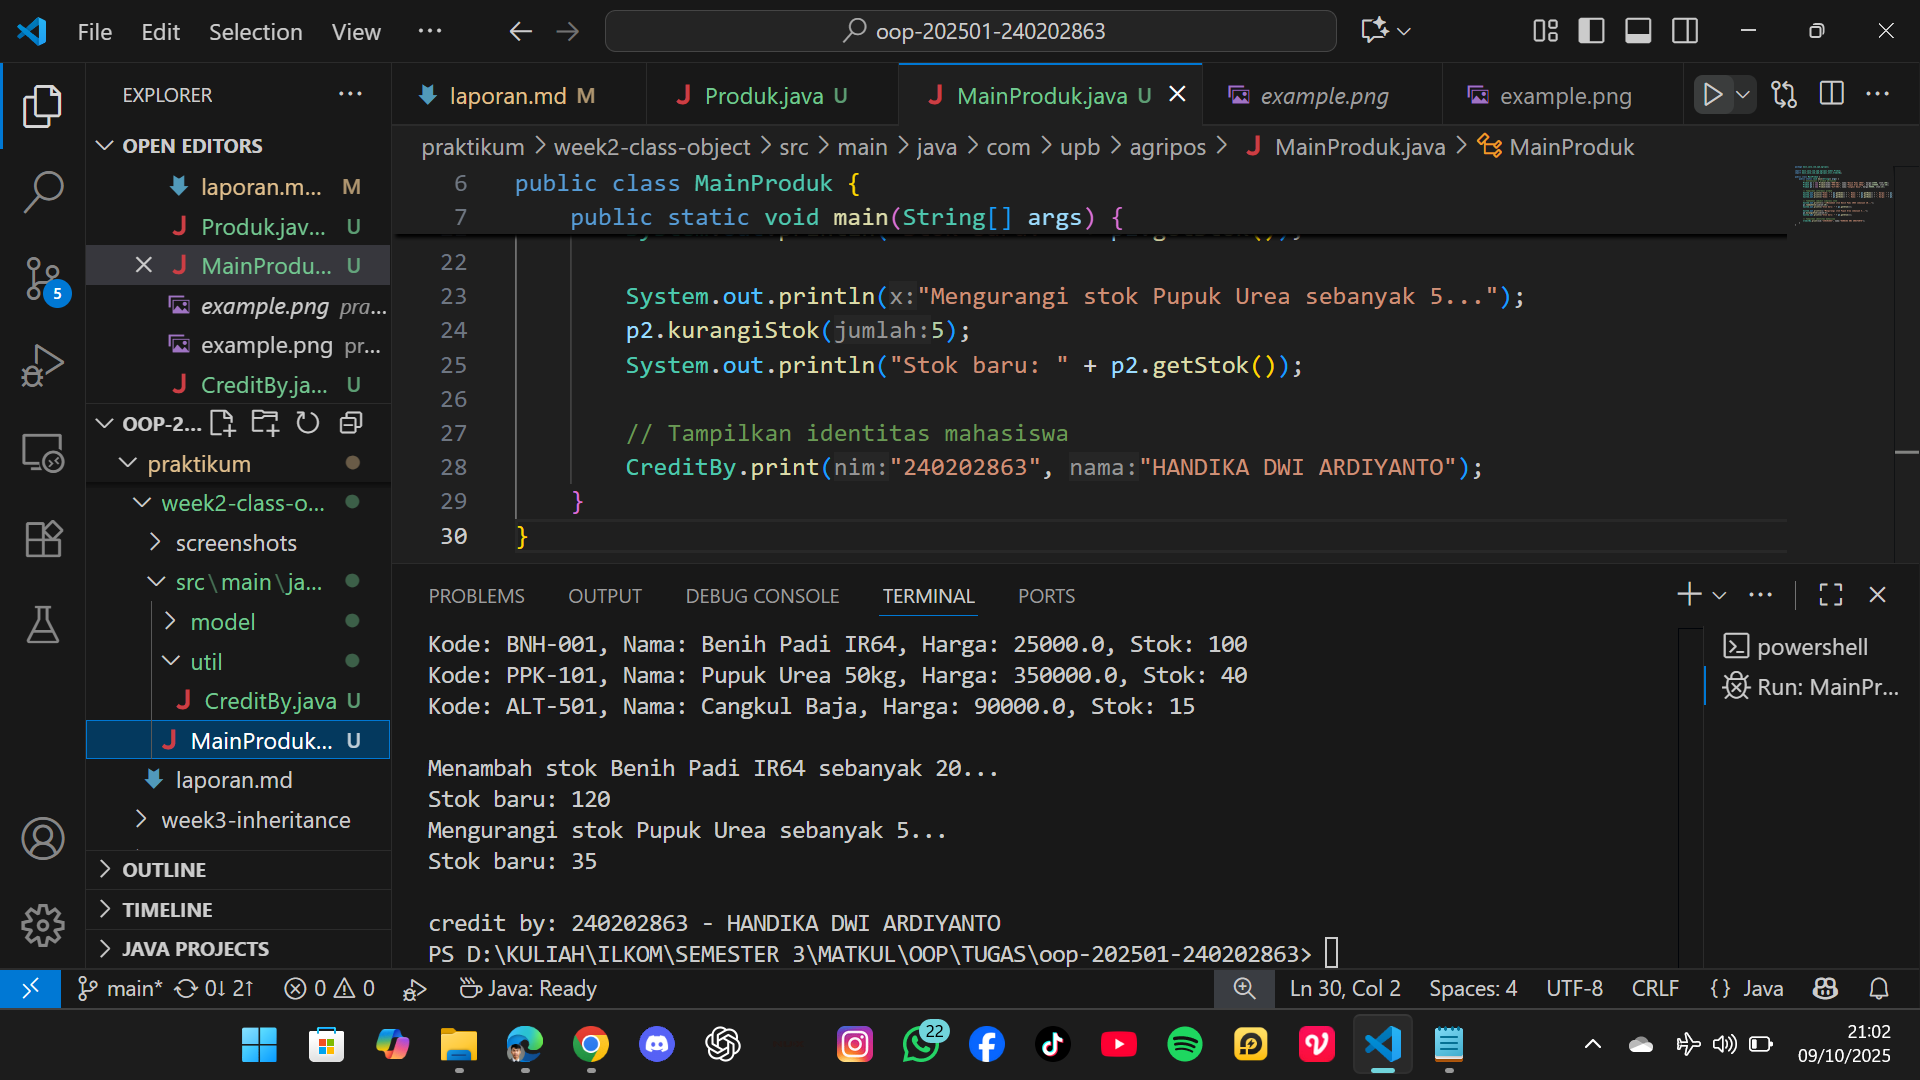 File Edit Selection View ··· oop-202501-240202863
EXPLORER ···
laporan.md M
Produk.java U
MainProduk.java U
example.png
example.png
praktikum > week2-class-object > src > main > java > com > upb > agripos > MainProduk.java > MainProduk
OPEN EDITORS
laporan.m... M
Produk.jav... U
MainProdu... U
example.png pra...
example.png pr...
CreditBy.ja... U
OOP-2...
praktikum
week2-class-o...
screenshots
src\main\ja...
model
util
CreditBy.java U
MainProduk... U
laporan.md
week3-inheritance
OUTLINE
TIMELINE
JAVA PROJECTS
5
6 public class MainProduk {
7 public static void main(String[] args) {
22
23 System.out.println(x:"Mengurangi stok Pupuk Urea sebanyak 5...");
24 p2.kurangiStok(jumlah:5);
25 System.out.println("Stok baru: " + p2.getStok());
26
27 // Tampilkan identitas mahasiswa
28 CreditBy.print(nim:"240202863", nama:"HANDIKA DWI ARDIYANTO");
29 }
30 }
PROBLEMS OUTPUT DEBUG CONSOLE TERMINAL PORTS
Kode: BNH-001, Nama: Benih Padi IR64, Harga: 25000.0, Stok: 100
Kode: PPK-101, Nama: Pupuk Urea 50kg, Harga: 350000.0, Stok: 40
Kode: ALT-501, Nama: Cangkul Baja, Harga: 90000.0, Stok: 15
Menambah stok Benih Padi IR64 sebanyak 20...
Stok baru: 120
Mengurangi stok Pupuk Urea sebanyak 5...
Stok baru: 35
credit by: 240202863 - HANDIKA DWI ARDIYANTO
PS D:\KULIAH\ILKOM\SEMESTER 3\MATKUL\OOP\TUGAS\oop-202501-240202863>
powershell
Run: MainPr...
main* 0↓ 2↑ 0 0 Java: Ready Ln 30, Col 2 Spaces: 4 UTF-8 CRLF {} Java
22
21:02
09/10/2025